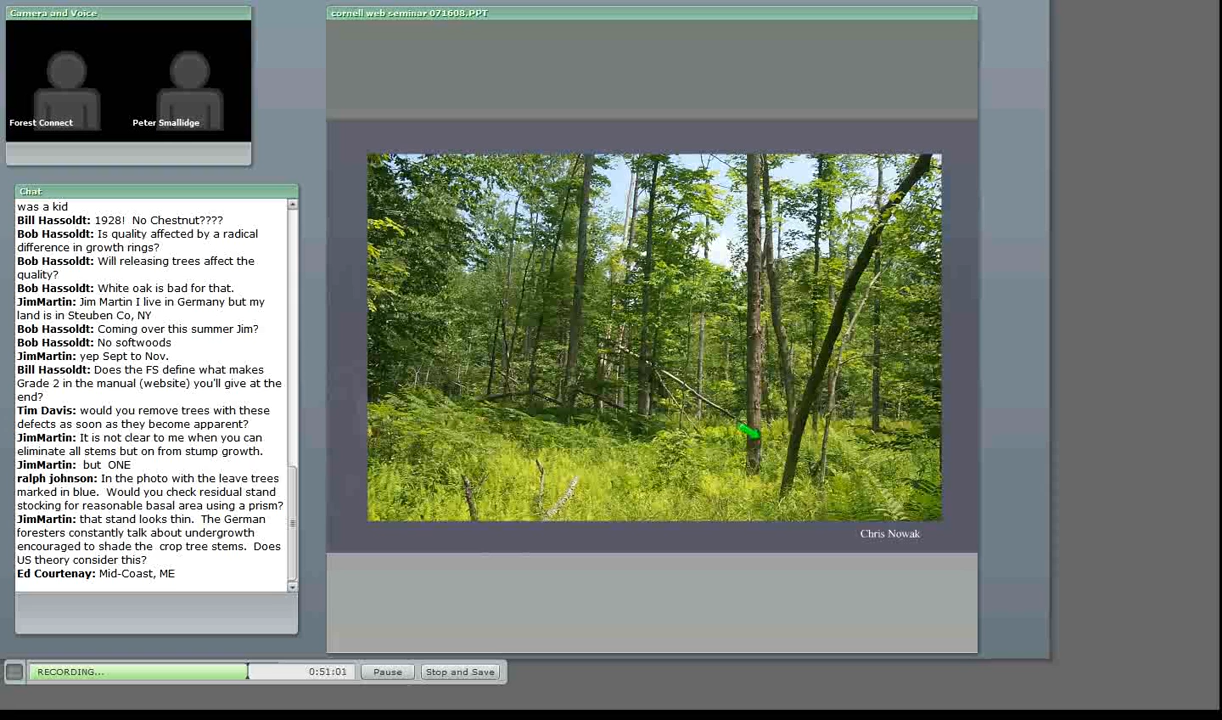 Camera and Voice
Forest Connect
Peter Smallidge
Chat
was a kid
Bill Hassoldt: 1928!  No Chestnut????
Bob Hassoldt: Is quality affected by a radical
difference in growth rings?
Bob Hassoldt: Will releasing trees affect the
quality?
Bob Hassoldt: White oak is bad for that.
JimMartin: Jim Martin I live in Germany but my
land is in Steuben Co, NY
Bob Hassoldt: Coming over this summer Jim?
Bob Hassoldt: No softwoods
JimMartin: yep Sept to Nov.
Bill Hassoldt: Does the FS define what makes
Grade 2 in the manual (website) you'll give at the
end?
Tim Davis: would you remove trees with these
defects as soon as they become apparent?
JimMartin: It is not clear to me when you can
eliminate all stems but on from stump growth.
JimMartin:  but  ONE
ralph johnson: In the photo with the leave trees
marked in blue.  Would you check residual stand
stocking for reasonable basal area using a prism?
JimMartin: that stand looks thin.  The German
foresters constantly talk about undergrowth
encouraged to shade the  crop tree stems.  Does
US theory consider this?
Ed Courtenay: Mid-Coast, ME
cornell web seminar 071608.PPT
Chris Nowak
RECORDING...
0:51:01
Pause
Stop and Save